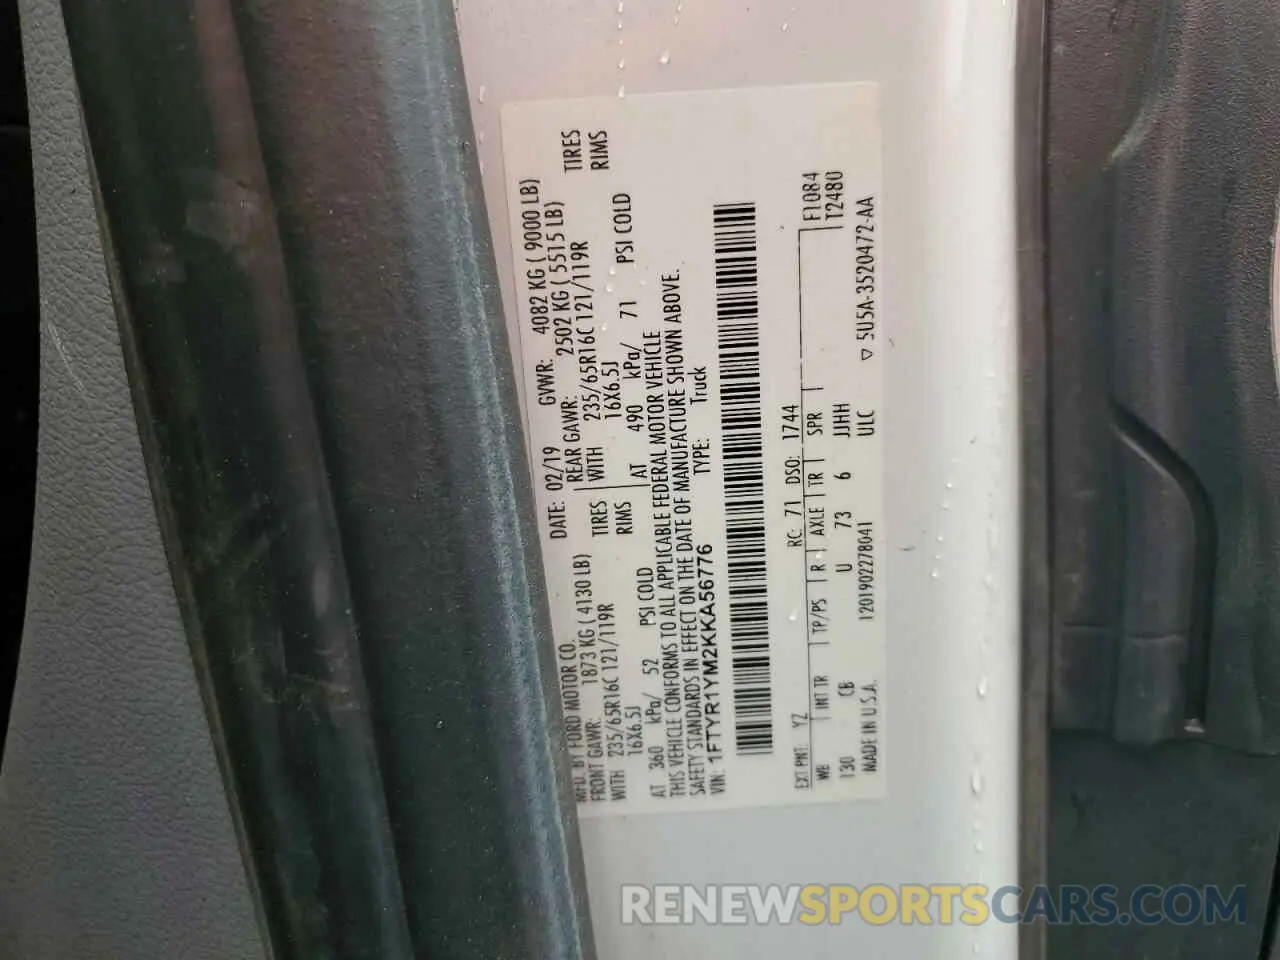 MFD. BY FORD MOTOR CO.
DATE: 02/19 GVWR: 4082 KG ( 9000 LB)
FRONT GAWR: 1873 KG ( 4130 LB) REAR GAWR: 2502 KG ( 5515 LB)
WITH 235/65R16C 121/119R TIRES WITH 235/65R16C 121/119R TIRES
16X6.5J RIMS 16X6.5J RIMS
AT 360 kPa/ 52 PSI COLD AT 490 kPa/ 71 PSI COLD
THIS VEHICLE CONFORMS TO ALL APPLICABLE FEDERAL MOTOR VEHICLE
SAFETY STANDARDS IN EFFECT ON THE DATE OF MANUFACTURE SHOWN ABOVE.
VIN: 1FTYR1YM2KKA56776 TYPE: Truck
EXT PNT: YZ RC: 71 DSO: 1744 F1084
WB INT TR TP/PS R AXLE TR SPR T2480
130 CB U 73 6 JJHH
MADE IN U.S.A. 1201902278041 ULC ▽ 5U5A-3520472-AA
RENEWSPORTSCARS.COM